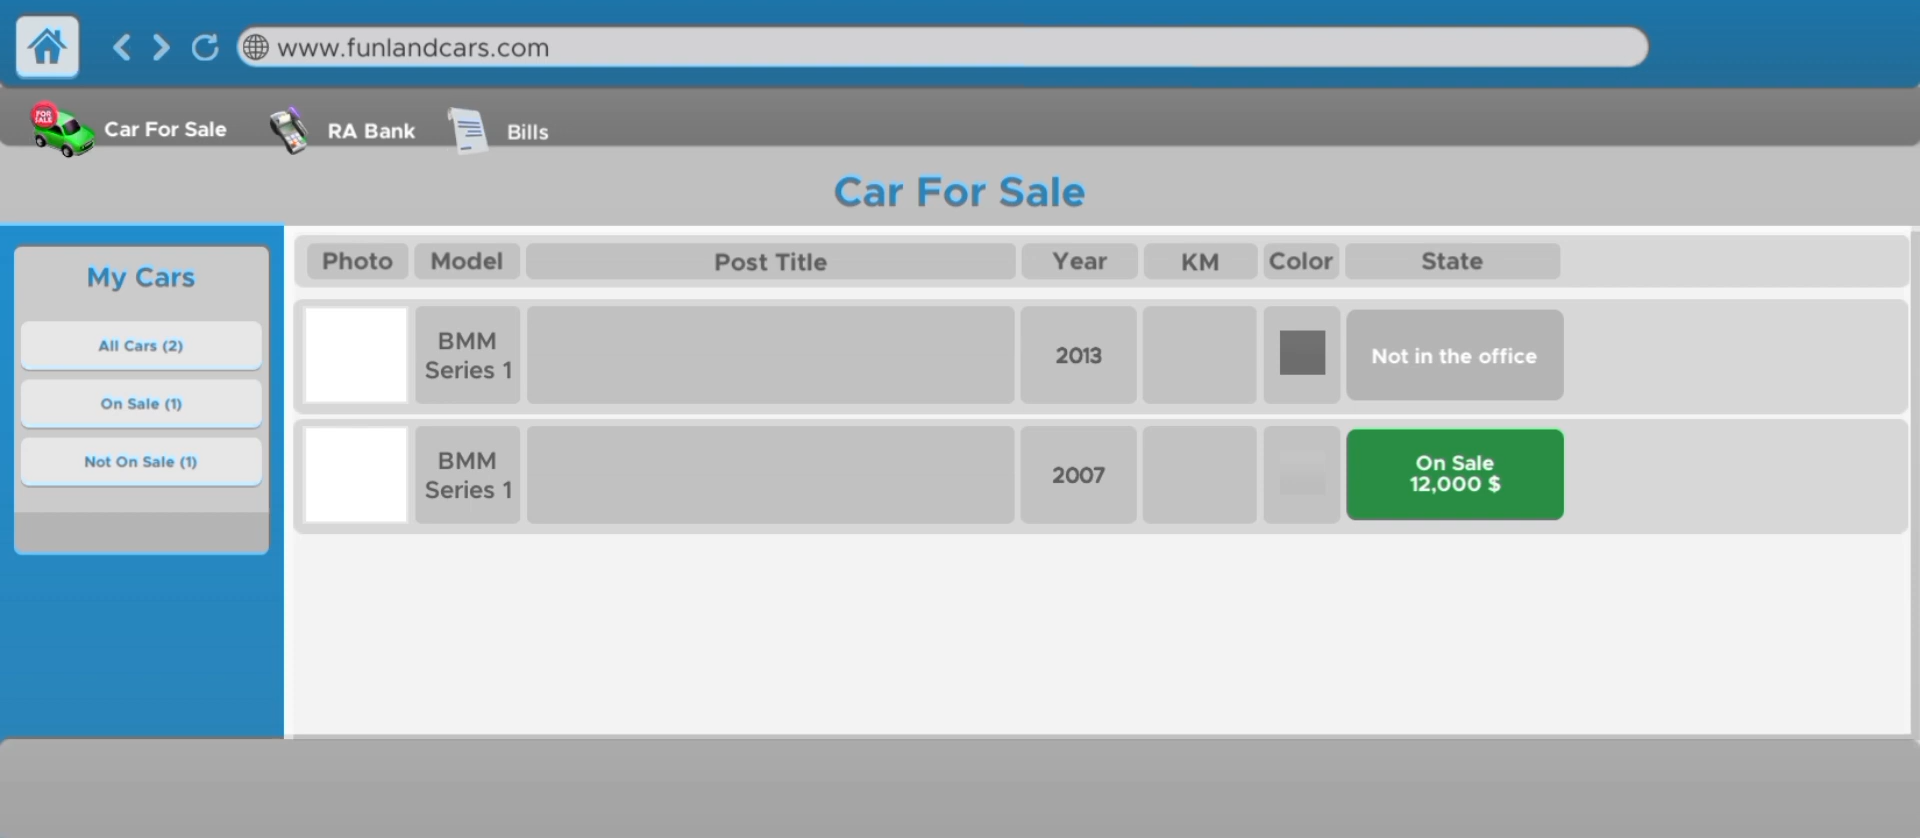 www.funlandcars.com
FOR SALE
Car For Sale
RA Bank
Bills
Car For Sale
My Cars
All Cars (2)
On Sale (1)
Not On Sale (1)
Photo
Model
Post Title
Year
KM
Color
State
BMM
Series 1
2013
Not in the office
BMM
Series 1
2007
On Sale
12,000 $